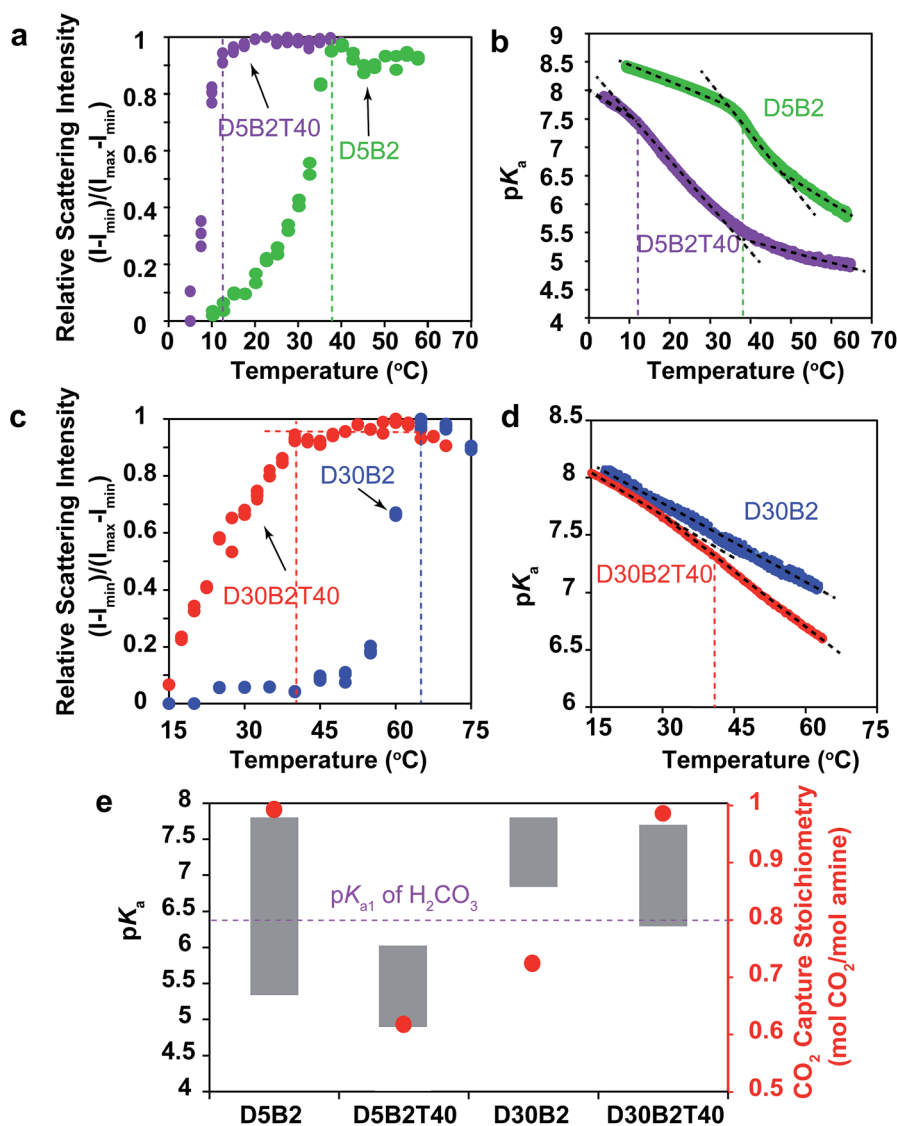 a
Relative Scattering Intensity
(I-Imin)/(Imax-Imin)
1
0.8
0.6
0.4
0.2
0
D5B2T40
D5B2
0 10 20 30 40 50 60 70
Temperature (oC)
b
pKa
9
8.5
8
7.5
7
6.5
6
5.5
5
4.5
4
D5B2
D5B2T40
0 10 20 30 40 50 60 70
Temperature (oC)
c
Relative Scattering Intensity
(I-Imin)/(Imax-Imin)
1
0.8
0.6
0.4
0.2
0
D30B2
D30B2T40
15 30 45 60 75
Temperature (oC)
d
pKa
8.5
8
7.5
7
6.5
6
D30B2
D30B2T40
15 30 45 60 75
Temperature (oC)
e
pKa
8
7.5
7
6.5
6
5.5
5
4.5
4
pKa1 of H2CO3
1
0.9
0.8
0.7
0.6
0.5
CO2 Capture Stoichiometry
(mol CO2/mol amine)
D5B2 D5B2T40 D30B2 D30B2T40